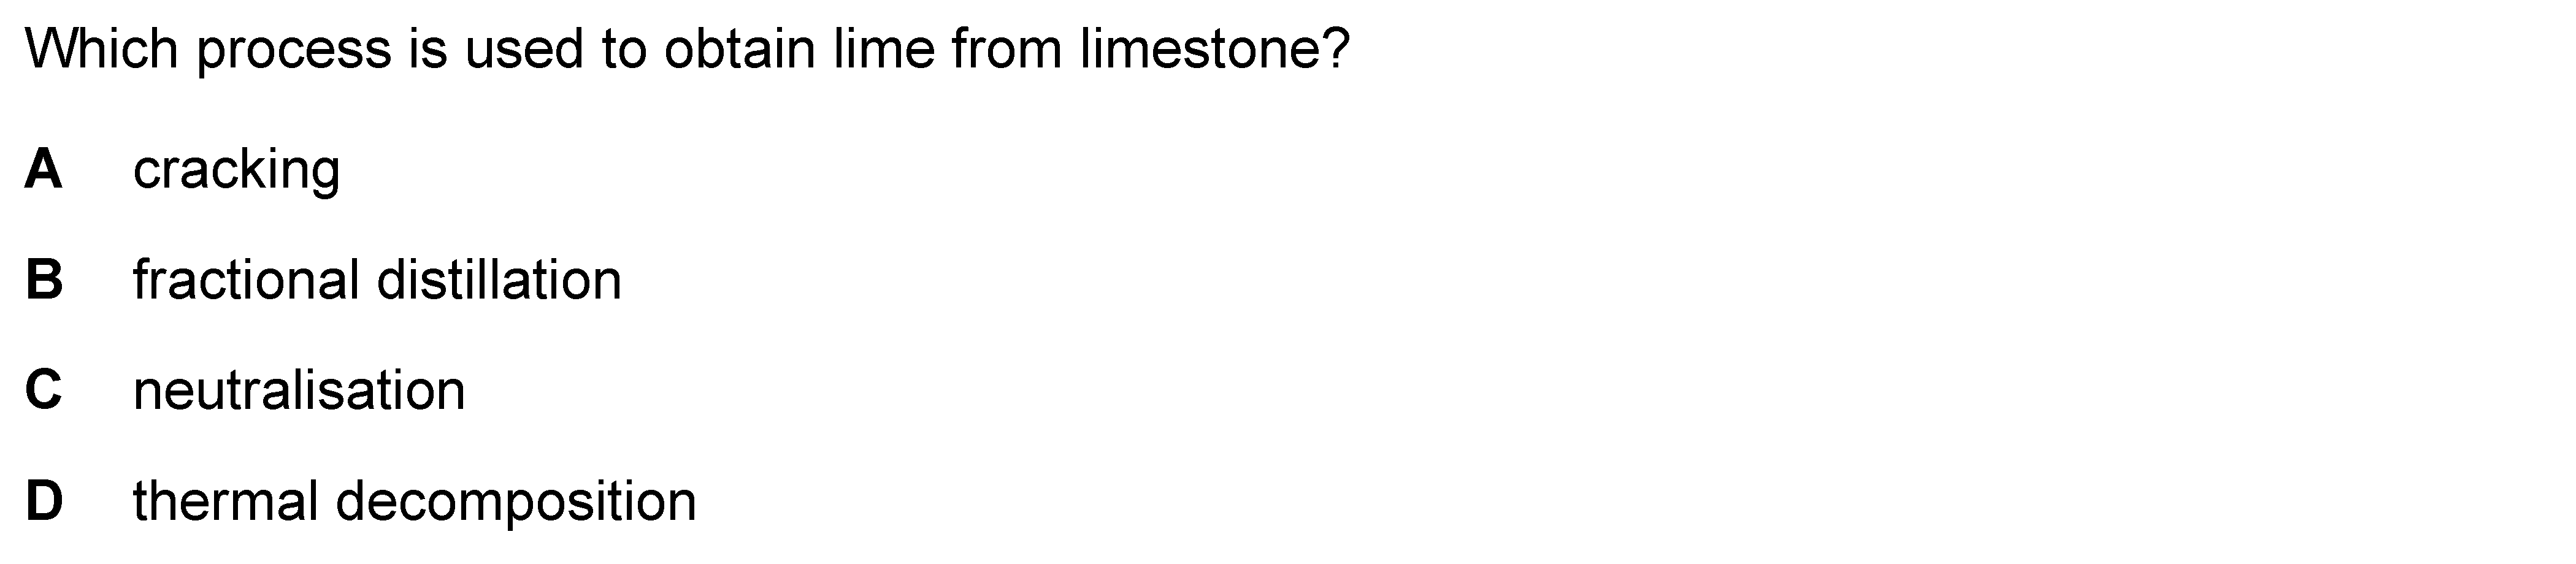 Which process is used to obtain lime from limestone?
A cracking
B fractional distillation
C neutralisation
D thermal decomposition